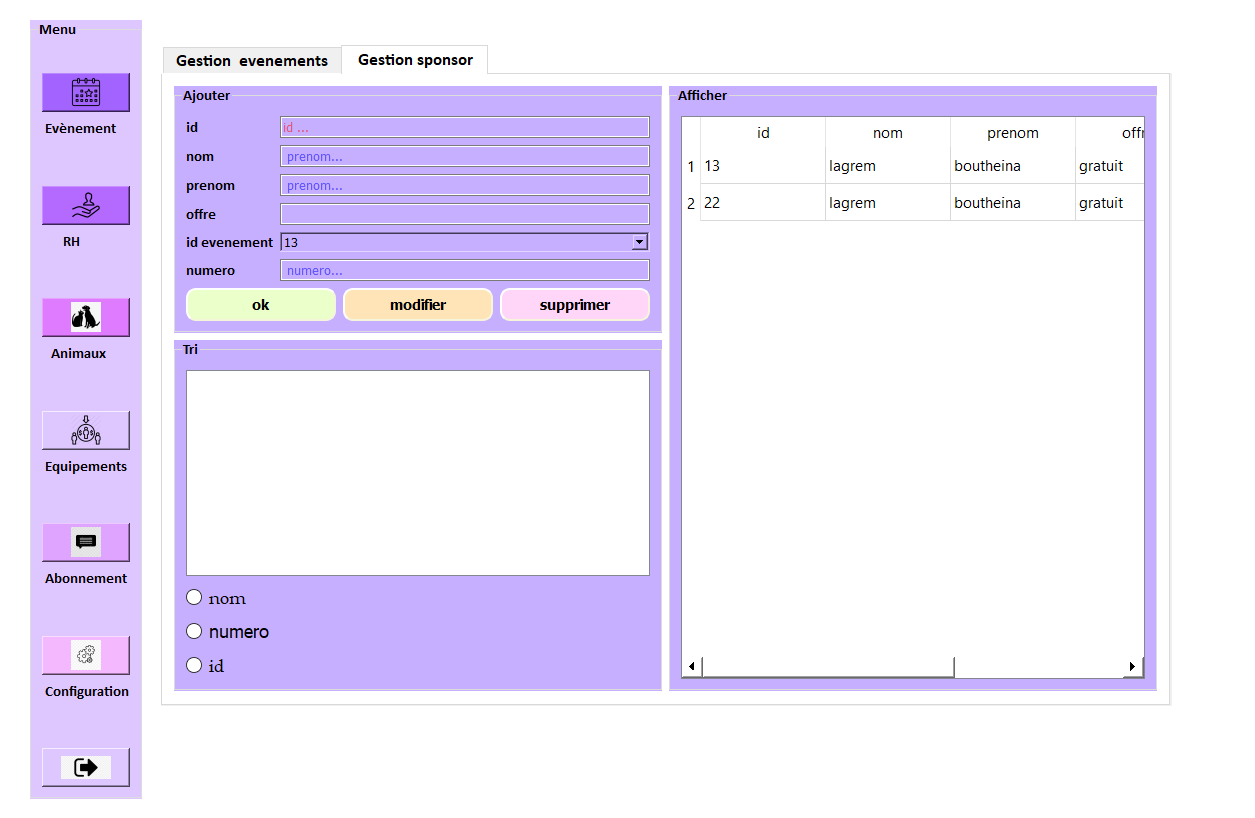 Menu
Evènement
RH
Animaux
Equipements
Abonnement
Configuration
Gestion  evenements
Gestion sponsor
Ajouter
id
id ...
nom
prenom...
prenom
prenom...
offre
id evenement
13
numero
numero...
ok
modifier
supprimer
Tri
nom
numero
id
Afficher
id nom prenom offr
1 13 lagrem boutheina gratuit
2 22 lagrem boutheina gratuit